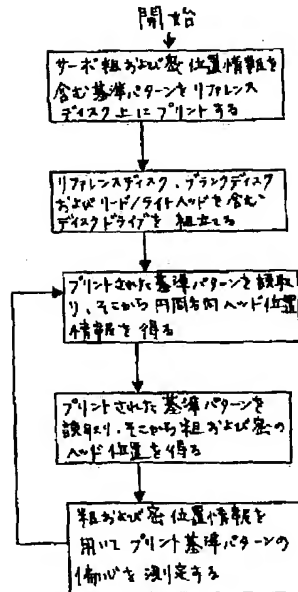 開始
サーボ粗および密位置情報を
含む基準パターンをリファレンス
ディスク上にプリントする
リファレンスディスク、ブランクディスク
およびリード/ライトヘッドを含む
ディスクドライブを組立てる
プリントされた基準パターンを読取
り、そこから円周方向ヘッド位置
情報を得る
プリントされた基準パターンを
読取り、そこから粗および密の
ヘッド位置を得る
粗および密位置情報を
用いてプリント基準パターンの
偏心を測定する